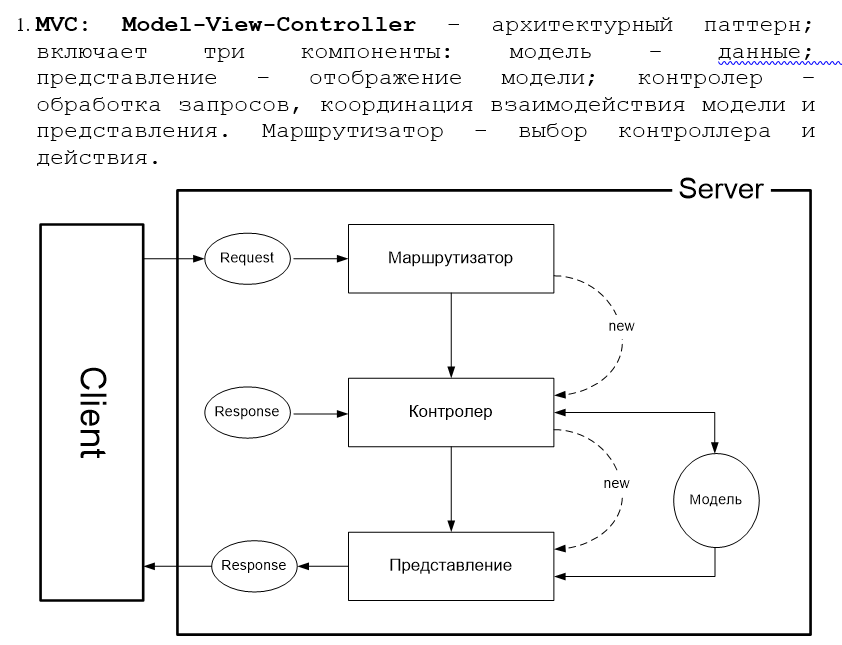 1. MVC: Model-View-Controller – архитектурный паттерн;
включает три компоненты: модель – данные;
представление – отображение модели; контролер –
обработка запросов, координация взаимодействия модели и
представления. Маршрутизатор – выбор контроллера и
действия.
Server
Request
Маршрутизатор
new
Client
Response
Контролер
new
Модель
Response
Представление